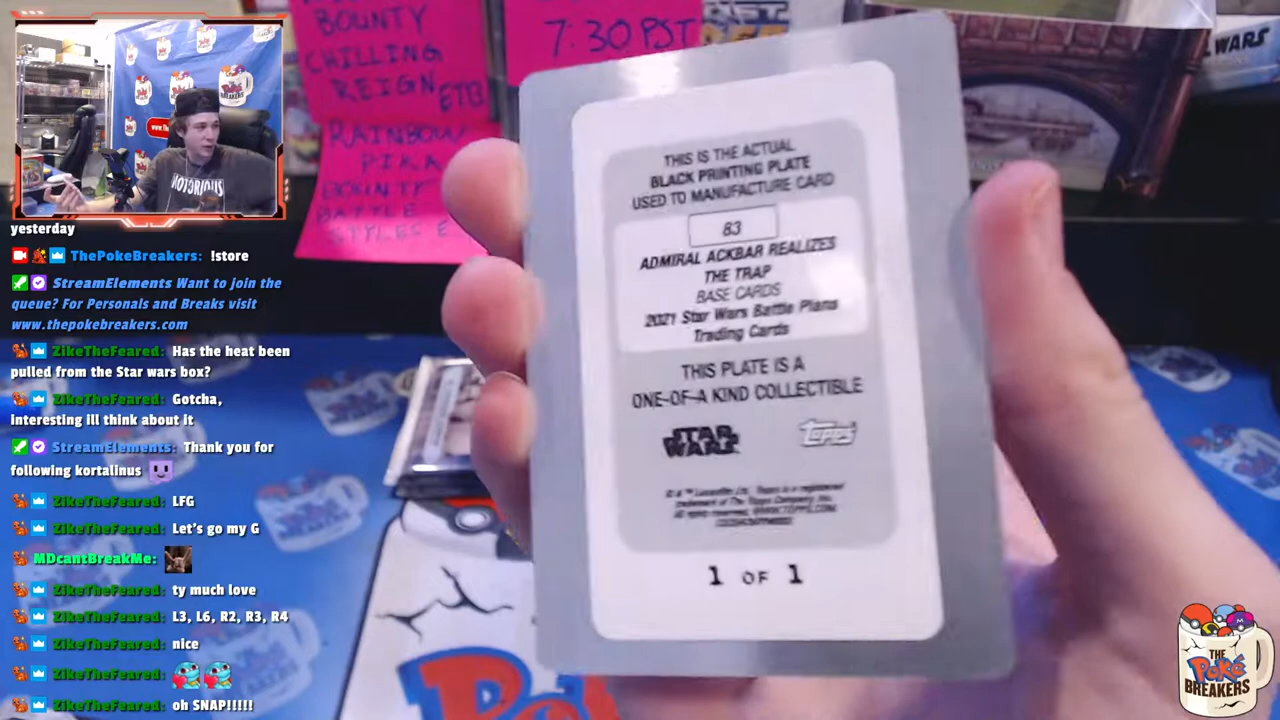 BOUNTY
CHILLING
REIGN ETB
RAINBOW
PIKA
BOUNTY
BATTLE
STYLES E
7:30 PST
WARS
NOTORIOUS
yesterday
ThePokeBreakers: !store
StreamElements Want to join the
queue? For Personals and Breaks visit
www.thepokebreakers.com
ZikeTheFeared: Has the heat been
pulled from the Star wars box?
ZikeTheFeared: Gotcha,
interesting ill think about it
StreamElements: Thank you for
following kortalinus
ZikeTheFeared: LFG
ZikeTheFeared: Let's go my G
MDcantBreakMe:
ZikeTheFeared: ty much love
ZikeTheFeared: L3, L6, R2, R3, R4
ZikeTheFeared: nice
ZikeTheFeared:
ZikeTheFeared: oh SNAP!!!!!
THIS IS THE ACTUAL
BLACK PRINTING PLATE
USED TO MANUFACTURE CARD
83
ADMIRAL ACKBAR REALIZES
THE TRAP
BASE CARDS
2021 Star Wars Battle Plans
Trading Cards
THIS PLATE IS A
ONE-OF-A KIND COLLECTIBLE
STAR
WARS
Topps
1 OF 1
THE
Poké
BREAKERS